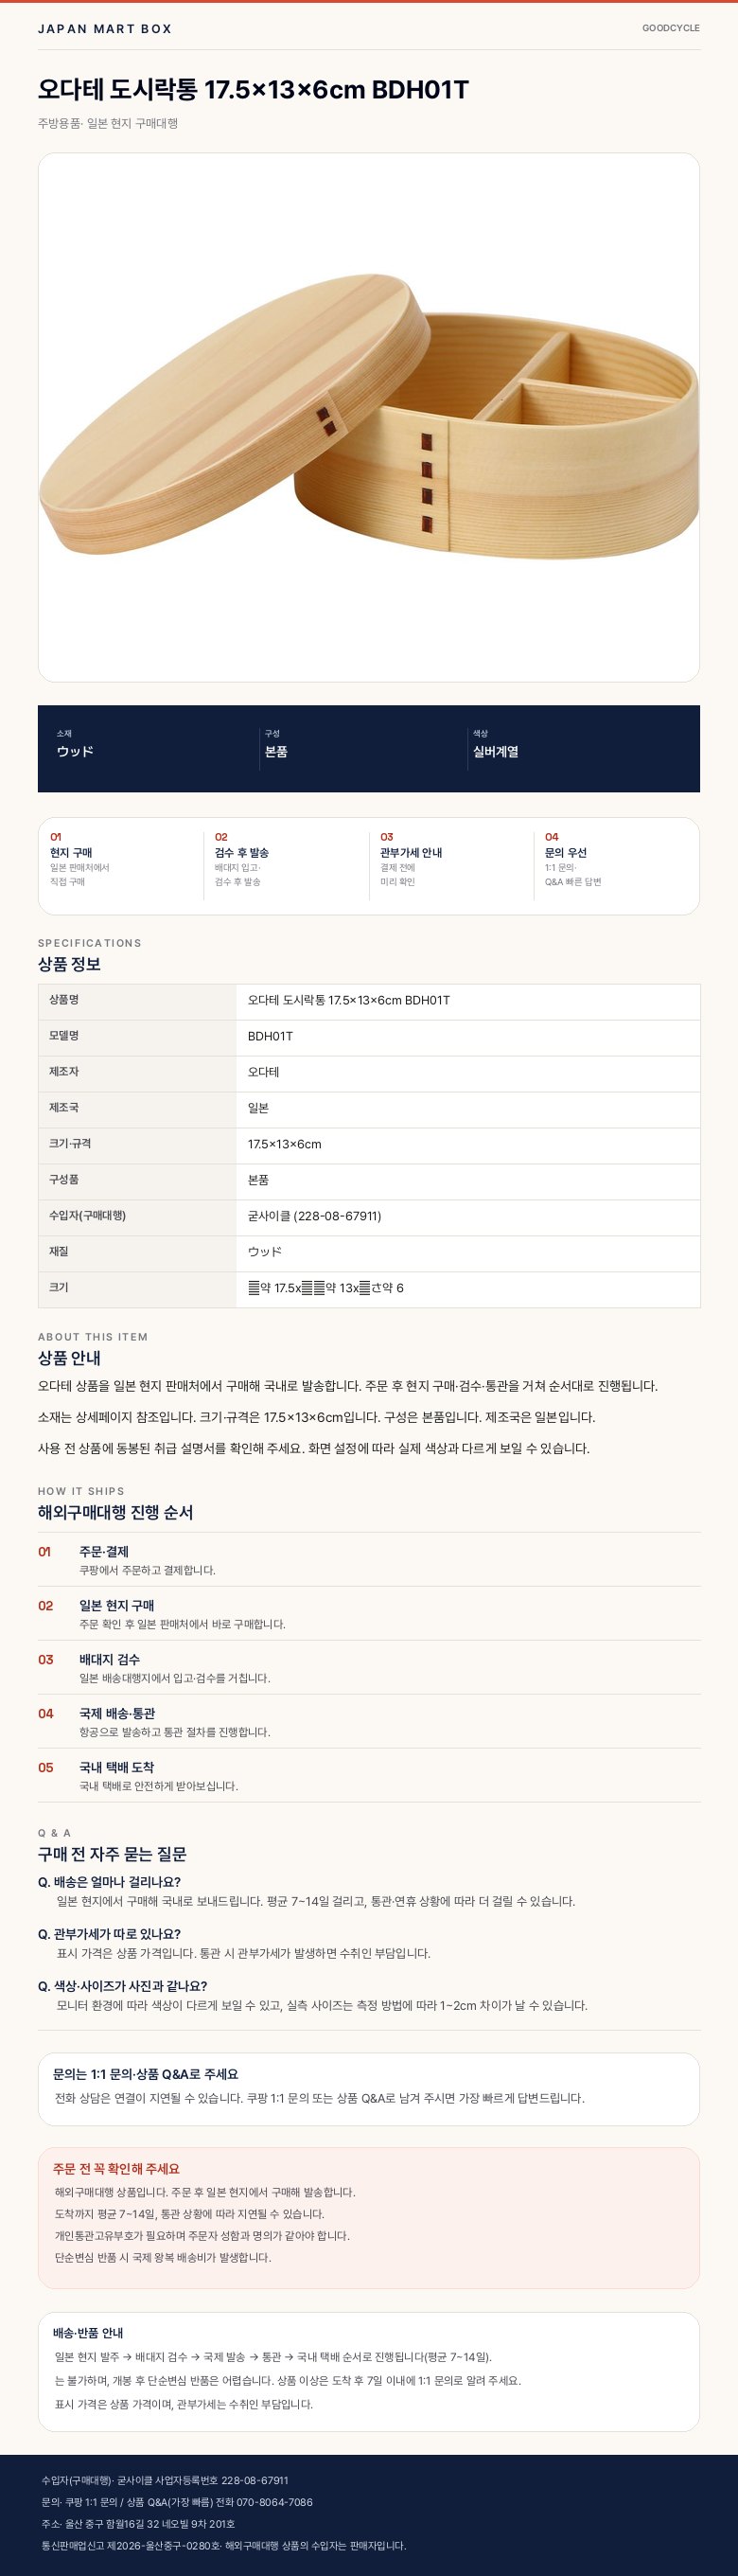 JAPAN MART BOX
GOODCYCLE
오다테 도시락통 17.5×13×6cm BDH01T
주방용품· 일본 현지 구매대행
소재
ウッド
구성
본품
색상
실버계열
01
현지 구매
일본 판매처에서
직접 구매
02
검수 후 발송
배대지 입고·
검수 후 발송
03
관부가세 안내
결제 전에
미리 확인
04
문의 우선
1:1 문의·
Q&A 빠른 답변
SPECIFICATIONS
상품 정보
상품명 오다테 도시락통 17.5×13×6cm BDH01T
모델명 BDH01T
제조자 오다테
제조국 일본
크기·규격 17.5×13×6cm
구성품 본품
수입자(구매대행) 굳사이클 (228-08-67911)
재질 ウッド
크기 약 17.5x약 13xさ약 6
ABOUT THIS ITEM
상품 안내
오다테 상품을 일본 현지 판매처에서 구매해 국내로 발송합니다. 주문 후 현지 구매·검수·통관을 거쳐 순서대로 진행됩니다.
소재는 상세페이지 참조입니다. 크기·규격은 17.5×13×6cm입니다. 구성은 본품입니다. 제조국은 일본입니다.
사용 전 상품에 동봉된 취급 설명서를 확인해 주세요. 화면 설정에 따라 실제 색상과 다르게 보일 수 있습니다.
HOW IT SHIPS
해외구매대행 진행 순서
01 주문·결제
쿠팡에서 주문하고 결제합니다.
02 일본 현지 구매
주문 확인 후 일본 판매처에서 바로 구매합니다.
03 배대지 검수
일본 배송대행지에서 입고·검수를 거칩니다.
04 국제 배송·통관
항공으로 발송하고 통관 절차를 진행합니다.
05 국내 택배 도착
국내 택배로 안전하게 받아보십니다.
Q & A
구매 전 자주 묻는 질문
Q. 배송은 얼마나 걸리나요?
일본 현지에서 구매해 국내로 보내드립니다. 평균 7~14일 걸리고, 통관·연휴 상황에 따라 더 걸릴 수 있습니다.
Q. 관부가세가 따로 있나요?
표시 가격은 상품 가격입니다. 통관 시 관부가세가 발생하면 수취인 부담입니다.
Q. 색상·사이즈가 사진과 같나요?
모니터 환경에 따라 색상이 다르게 보일 수 있고, 실측 사이즈는 측정 방법에 따라 1~2cm 차이가 날 수 있습니다.
문의는 1:1 문의·상품 Q&A로 주세요
전화 상담은 연결이 지연될 수 있습니다. 쿠팡 1:1 문의 또는 상품 Q&A로 남겨 주시면 가장 빠르게 답변드립니다.
주문 전 꼭 확인해 주세요
해외구매대행 상품입니다. 주문 후 일본 현지에서 구매해 발송합니다.
도착까지 평균 7~14일, 통관 상황에 따라 지연될 수 있습니다.
개인통관고유부호가 필요하며 주문자 성함과 명의가 같아야 합니다.
단순변심 반품 시 국제 왕복 배송비가 발생합니다.
배송·반품 안내
일본 현지 발주 → 배대지 검수 → 국제 발송 → 통관 → 국내 택배 순서로 진행됩니다(평균 7~14일).
는 불가하며, 개봉 후 단순변심 반품은 어렵습니다. 상품 이상은 도착 후 7일 이내에 1:1 문의로 알려 주세요.
표시 가격은 상품 가격이며, 관부가세는 수취인 부담입니다.
수입자(구매대행)· 굳사이클 사업자등록번호 228-08-67911
문의· 쿠팡 1:1 문의 / 상품 Q&A(가장 빠름) 전화 070-8064-7086
주소· 울산 중구 함월16길 32 네오빌 9차 201호
통신판매업신고 제2026-울산중구-0280호· 해외구매대행 상품의 수입자는 판매자입니다.